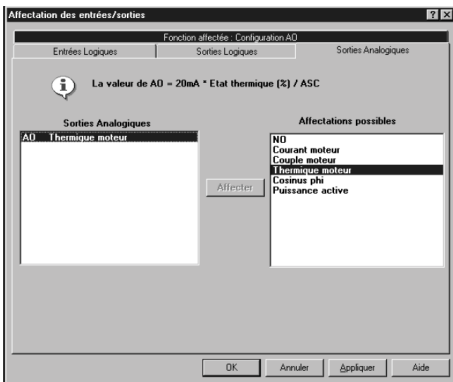 Affectation des entrées/sorties
Fonction affectée : Configuration AO
Entrées Logiques
Sorties Logiques
Sorties Analogiques
La valeur de AO = 20mA * Etat thermique (%) / ASC
Sorties Analogiques
AO Thermique moteur
Affecter
Affectations possibles
NO
Courant moteur
Couple moteur
Thermique moteur
Cosinus phi
Puissance active
OK
Annuler
Appliquer
Aide